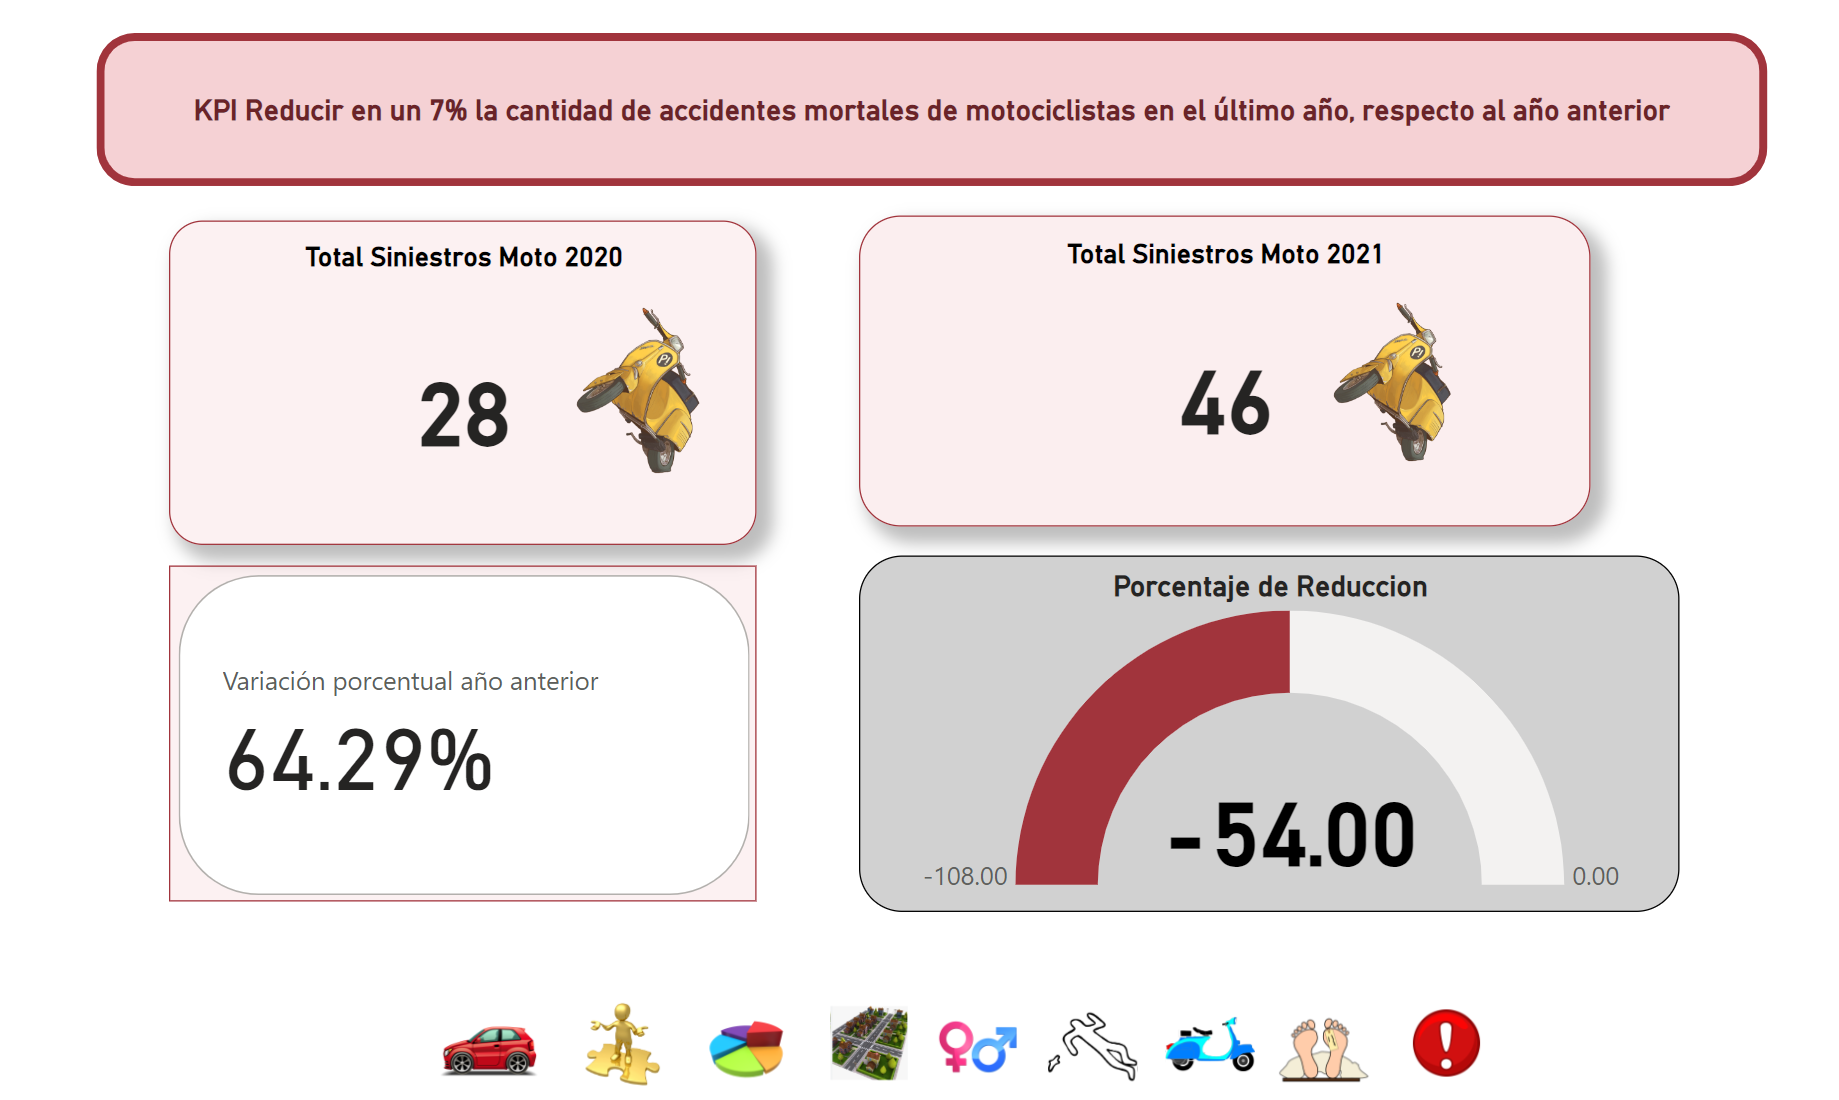 KPI Reducir en un 7% la cantidad de accidentes mortales de motociclistas en el último año, respecto al año anterior
Total Siniestros Moto 2020
28
PI
Total Siniestros Moto 2021
46
PI
Variación porcentual año anterior
64.29%
Porcentaje de Reduccion
-54.00
-108.00
0.00